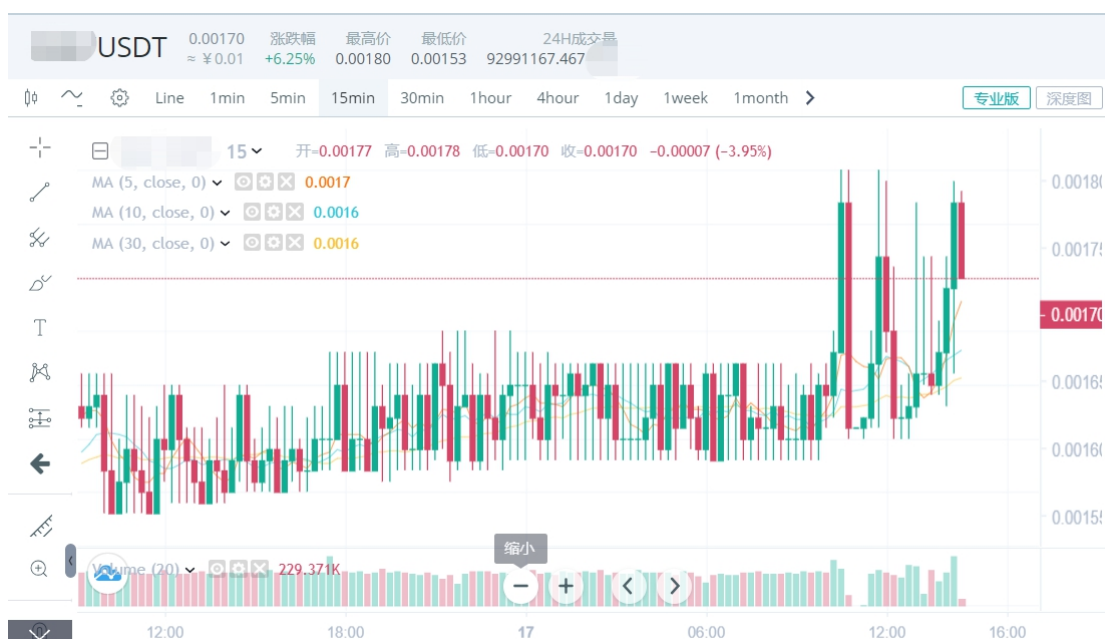 USDT 0.00170 涨跌幅 最高价 最低价 24H成交量
≈ ¥0.01 +6.25% 0.00180 0.00153 92991167.467
Line 1min 5min 15min 30min 1hour 4hour 1day 1week 1month 专业版 深度图
15 开=0.00177 高=0.00178 低=0.00170 收=0.00170 −0.00007 (−3.95%)
MA (5, close, 0) 0.0017
MA (10, close, 0) 0.0016
MA (30, close, 0) 0.0016
0.00180
0.00175
0.00170
0.00165
0.00160
0.00155
缩小
Volume (20) 229.371K
12:00 18:00 17 06:00 12:00 16:00